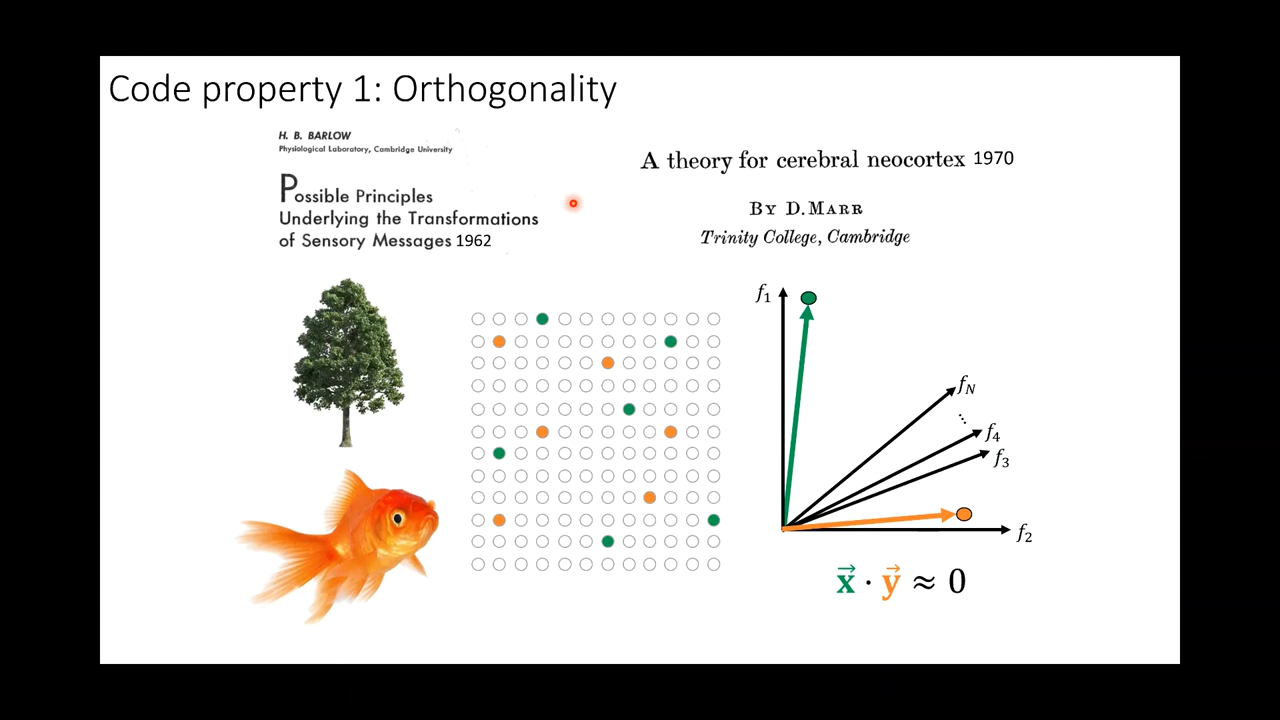 Code property 1: Orthogonality
H. B. BARLOW
Physiological Laboratory, Cambridge University
Possible Principles
Underlying the Transformations
of Sensory Messages 1962
A theory for cerebral neocortex 1970
BY D. MARR
Trinity College, Cambridge
f₁
f_N
⋱
f₄
f₃
f₂
x⃗ · y⃗ ≈ 0